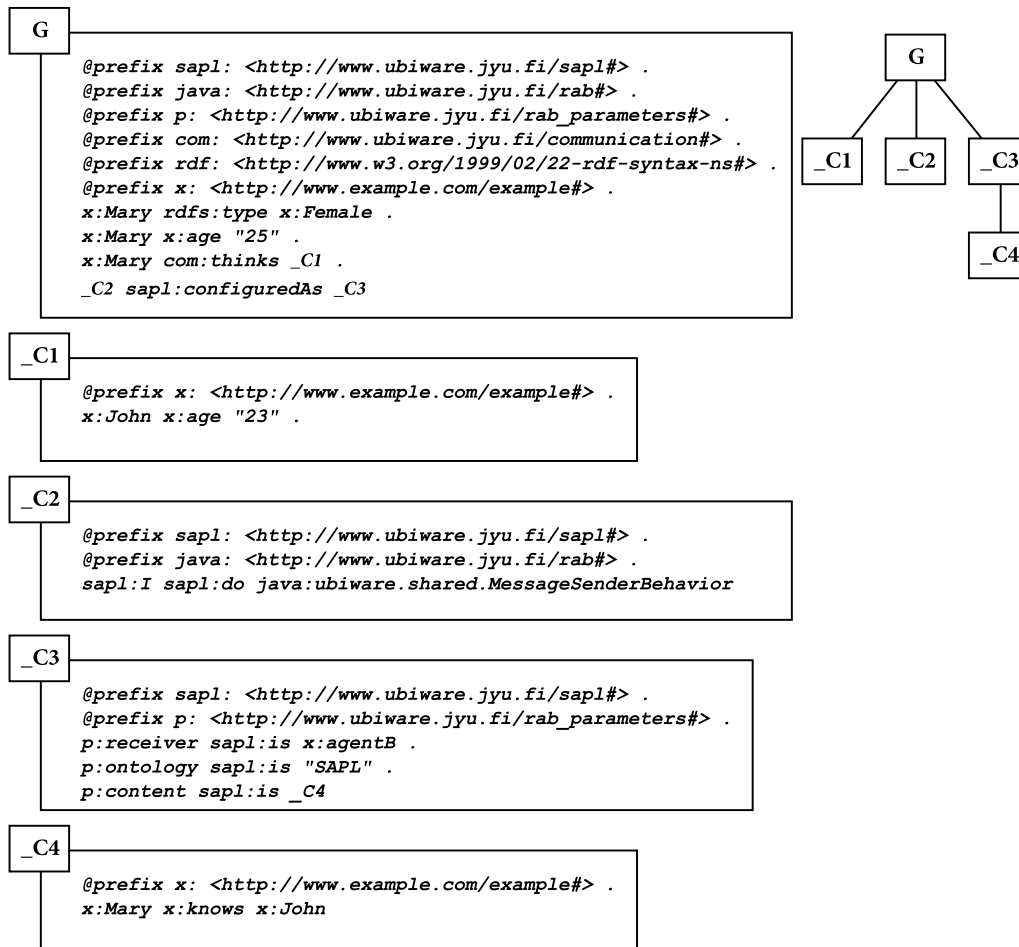 G
@prefix sapl: <http://www.ubiware.jyu.fi/sapl#> .
@prefix java: <http://www.ubiware.jyu.fi/rab#> .
@prefix p: <http://www.ubiware.jyu.fi/rab_parameters#> .
@prefix com: <http://www.ubiware.jyu.fi/communication#> .
@prefix rdf: <http://www.w3.org/1999/02/22-rdf-syntax-ns#> .
@prefix x: <http://www.example.com/example#> .
x:Mary rdfs:type x:Female .
x:Mary x:age "25" .
x:Mary com:thinks _C1 .
_C2 sapl:configuredAs _C3
G
_C1 _C2 _C3
_C4
_C1
@prefix x: <http://www.example.com/example#> .
x:John x:age "23" .
_C2
@prefix sapl: <http://www.ubiware.jyu.fi/sapl#> .
@prefix java: <http://www.ubiware.jyu.fi/rab#> .
sapl:I sapl:do java:ubiware.shared.MessageSenderBehavior
_C3
@prefix sapl: <http://www.ubiware.jyu.fi/sapl#> .
@prefix p: <http://www.ubiware.jyu.fi/rab_parameters#> .
p:receiver sapl:is x:agentB .
p:ontology sapl:is "SAPL" .
p:content sapl:is _C4
_C4
@prefix x: <http://www.example.com/example#> .
x:Mary x:knows x:John